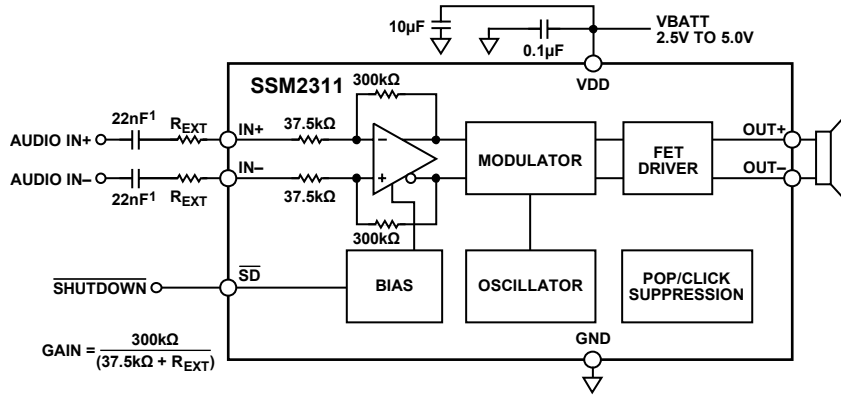 10µF
0.1µF
VBATT
2.5V TO 5.0V
VDD
SSM2311
300kΩ
22nF¹
REXT
IN+
37.5kΩ
AUDIO IN+
OUT+
MODULATOR
FET
DRIVER
AUDIO IN–
IN–
OUT–
22nF¹
REXT
37.5kΩ
300kΩ
SHUTDOWN
SD
BIAS
OSCILLATOR
POP/CLICK
SUPPRESSION
GAIN = 300kΩ
(37.5kΩ + REXT)
GND